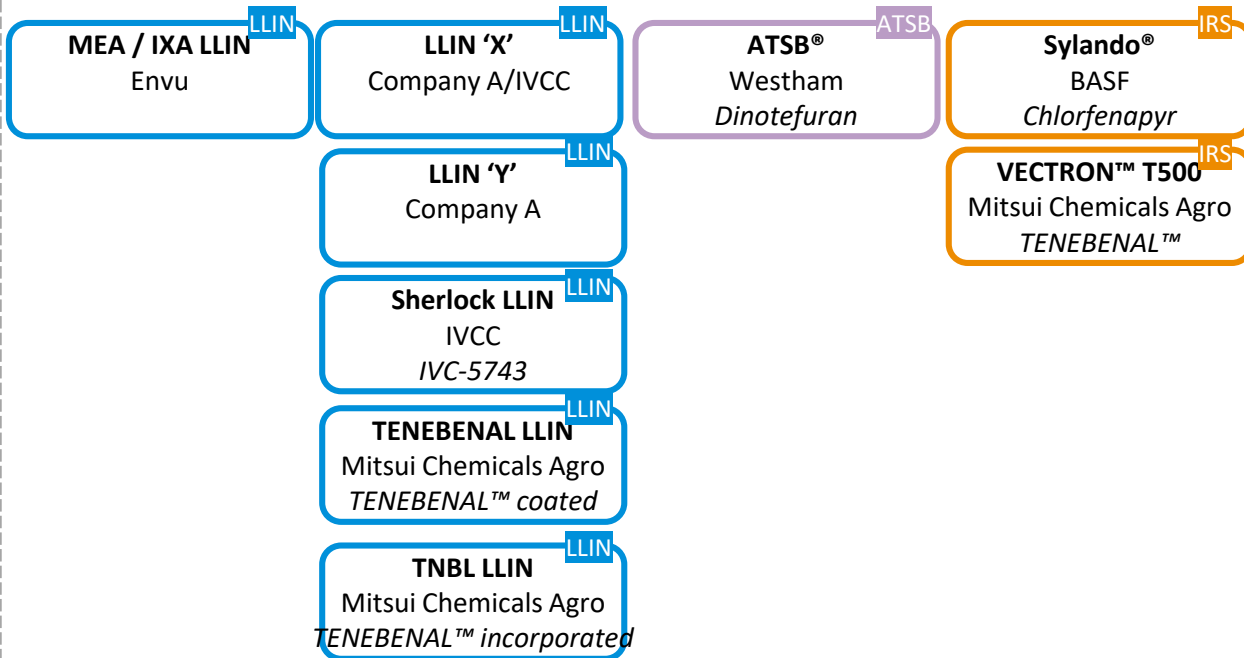 LLIN
MEA / IXA LLIN
Envu
LLIN
LLIN ‘X’
Company A/IVCC
LLIN
LLIN ‘Y’
Company A
LLIN
Sherlock LLIN
IVCC
IVC-5743
LLIN
TENEBENAL LLIN
Mitsui Chemicals Agro
TENEBENAL™ coated
LLIN
TNBL LLIN
Mitsui Chemicals Agro
TENEBENAL™ incorporated
ATSB
ATSB®
Westham
Dinotefuran
IRS
Sylando®
BASF
Chlorfenapyr
IRS
VECTRON™ T500
Mitsui Chemicals Agro
TENEBENAL™